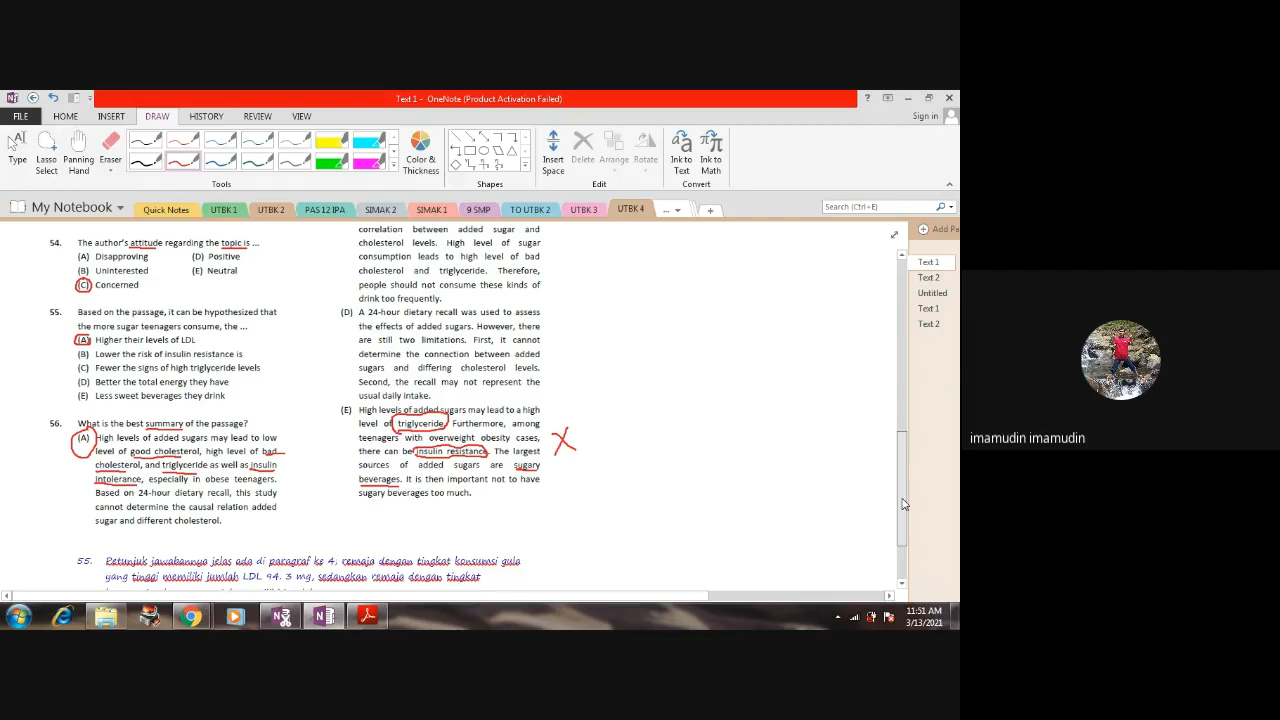 Text 1 - OneNote (Product Activation Failed)
FILE HOME INSERT DRAW HISTORY REVIEW VIEW Sign in
Type Lasso Select Panning Hand Eraser Color & Thickness Insert Space Delete Arrange Rotate Ink to Text Ink to Math
Tools Shapes Edit Convert
My Notebook Quick Notes UTBK 1 UTBK 2 PAS 12 IPA SIMAK 2 SIMAK 1 9 SMP TO UTBK 2 UTBK 3 UTBK 4 ... Search (Ctrl+E)
Add Pa
Text 1
Text 2
Untitled
Text 1
Text 2
54. The author's attitude regarding the topic is ...
(A) Disapproving (D) Positive
(B) Uninterested (E) Neutral
(C) Concerned
55. Based on the passage, it can be hypothesized that
the more sugar teenagers consume, the ...
(A) Higher their levels of LDL
(B) Lower the risk of insulin resistance is
(C) Fewer the signs of high triglyceride levels
(D) Better the total energy they have
(E) Less sweet beverages they drink
56. What is the best summary of the passage?
(A) High levels of added sugars may lead to low
level of good cholesterol, high level of bad
cholesterol, and triglyceride as well as insulin
intolerance, especially in obese teenagers.
Based on 24-hour dietary recall, this study
cannot determine the causal relation added
sugar and different cholesterol.
correlation between added sugar and
cholesterol levels. High level of sugar
consumption leads to high level of bad
cholesterol and triglyceride. Therefore,
people should not consume these kinds of
drink too frequently.
(D) A 24-hour dietary recall was used to assess
the effects of added sugars. However, there
are still two limitations. First, it cannot
determine the connection between added
sugars and differing cholesterol levels.
Second, the recall may not represent the
usual daily intake.
(E) High levels of added sugars may lead to a high
level of triglyceride. Furthermore, among
teenagers with overweight obesity cases,
there can be insulin resistance. The largest
sources of added sugars are sugary
beverages. It is then important not to have
sugary beverages too much.
X
55. Petunjuk jawabannya jelas ada di paragraf ke 4; remaja dengan tingkat konsumsi gula
yang tinggi memiliki jumlah LDL 94. 3 mg, sedangkan remaja dengan tingkat
11:51 AM
3/13/2021
imamudin imamudin